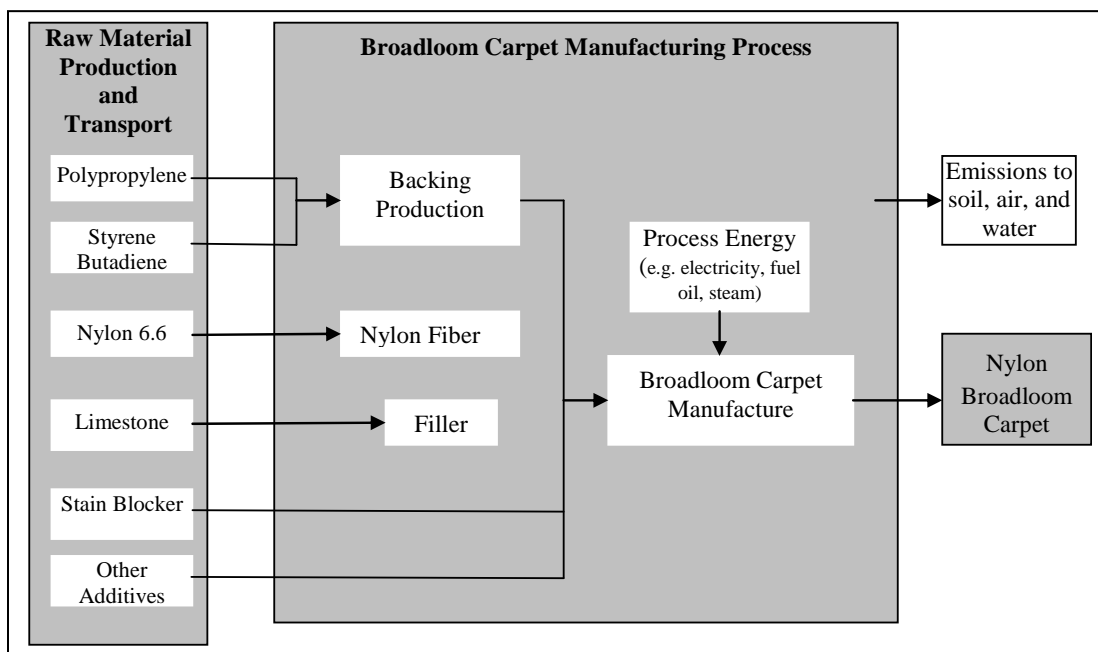 Raw Material
Production
and
Transport
Polypropylene
Styrene
Butadiene
Nylon 6.6
Limestone
Stain Blocker
Other
Additives
Broadloom Carpet Manufacturing Process
Backing
Production
Nylon Fiber
Filler
Process Energy
(e.g. electricity, fuel
oil, steam)
Broadloom Carpet
Manufacture
Emissions to
soil, air, and
water
Nylon
Broadloom
Carpet